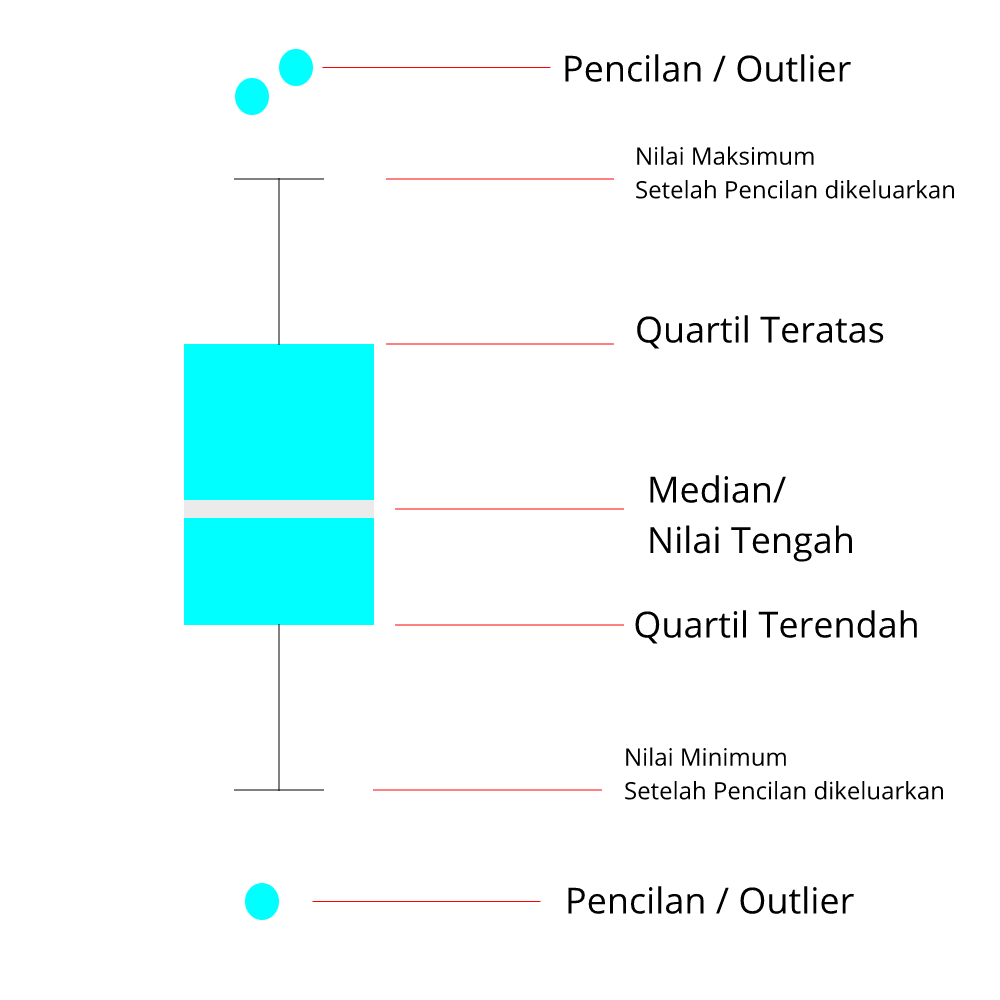 Pencilan / Outlier
Nilai Maksimum
Setelah Pencilan dikeluarkan
Quartil Teratas
Median/
Nilai Tengah
Quartil Terendah
Nilai Minimum
Setelah Pencilan dikeluarkan
Pencilan / Outlier